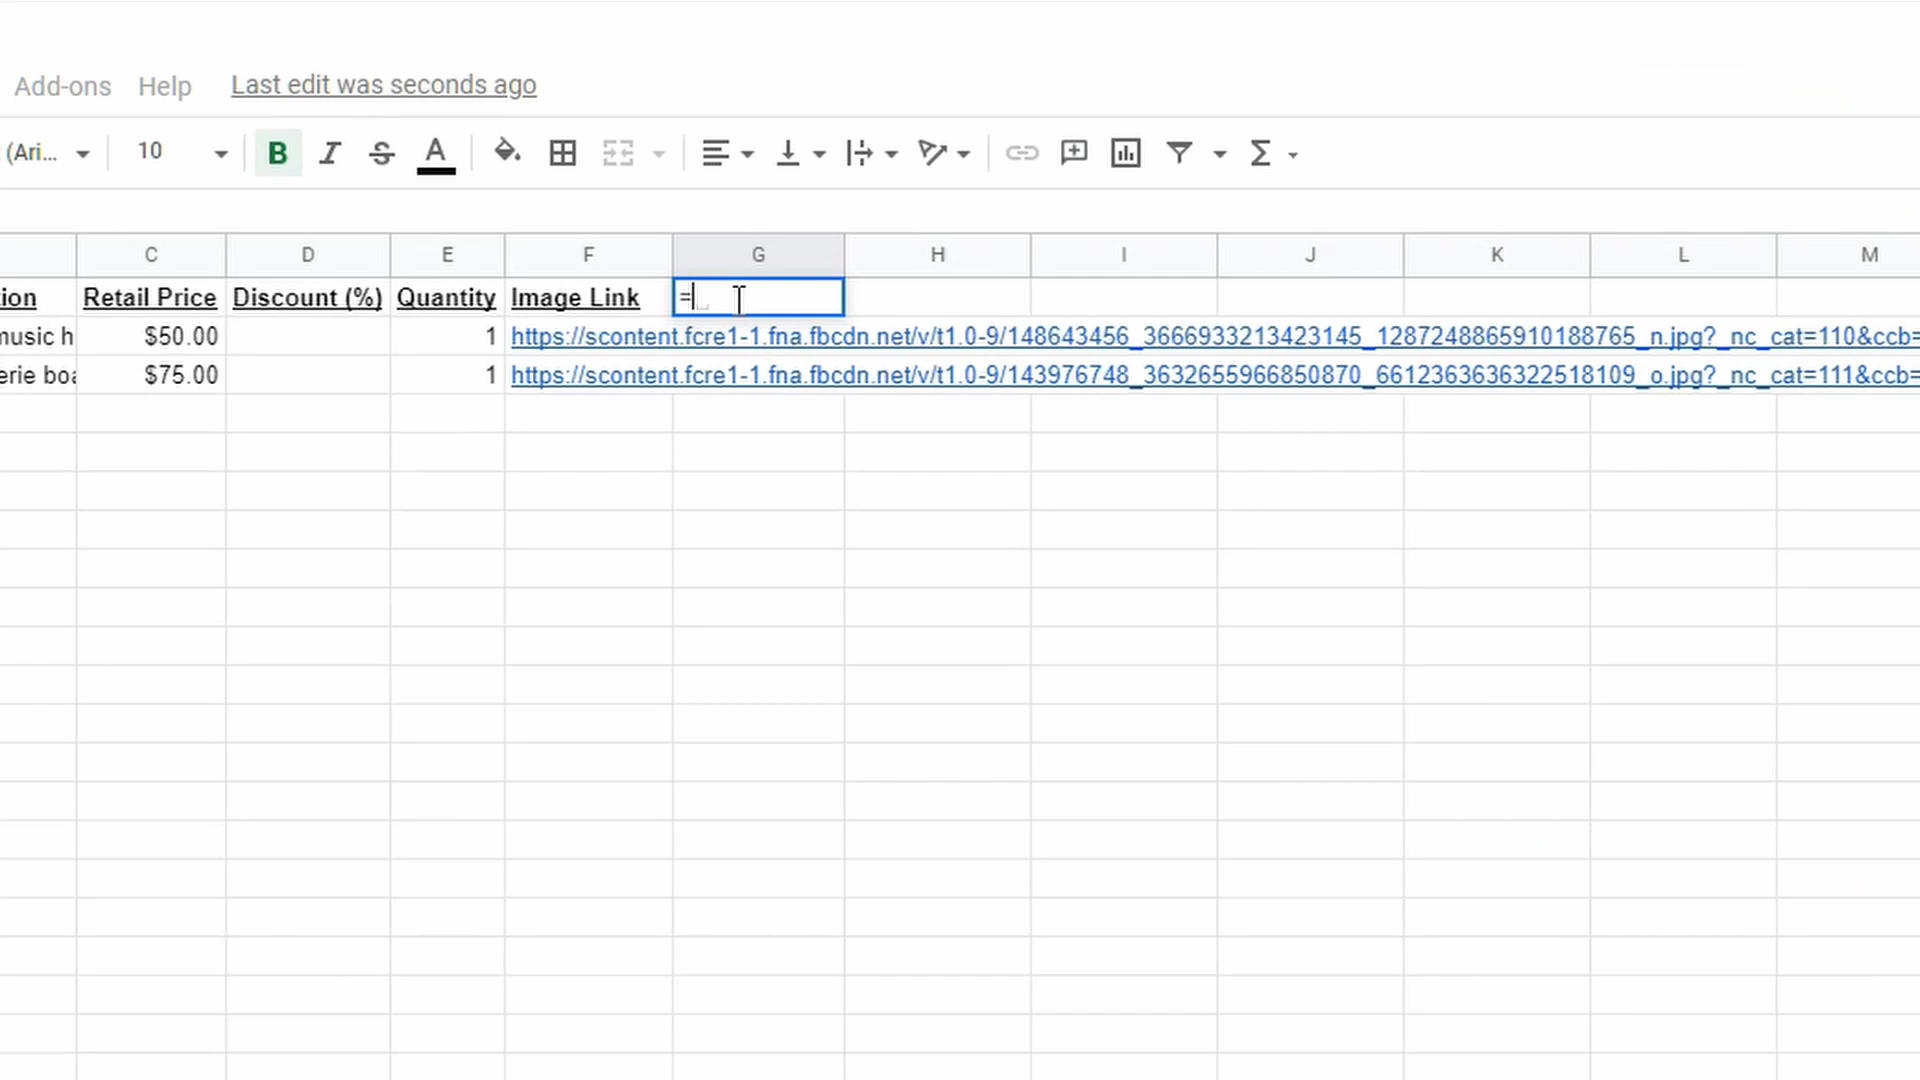 Add-ons Help Last edit was seconds ago
(Ari... 10 B I S A
C D E F G H I J K L M
ion Retail Price Discount (%) Quantity Image Link =
music h $50.00 1 https://scontent.fcre1-1.fna.fbcdn.net/v/t1.0-9/148643456_3666933213423145_1287248865910188765_n.jpg?_nc_cat=110&ccb=
erie boa $75.00 1 https://scontent.fcre1-1.fna.fbcdn.net/v/t1.0-9/143976748_3632655966850870_6612363636322518109_o.jpg?_nc_cat=111&ccb=